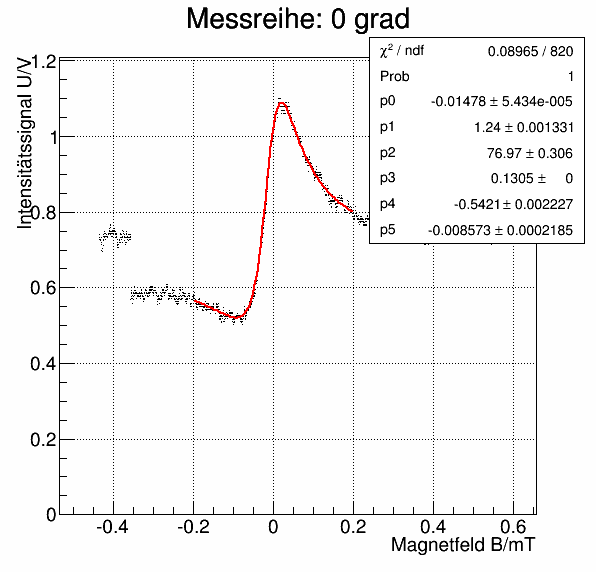 Messreihe: 0 grad
χ² / ndf 0.08965 / 820
Prob 1
p0 -0.01478 ± 5.434e-005
p1 1.24 ± 0.001331
p2 76.97 ± 0.306
p3 0.1305 ± 0
p4 -0.5421 ± 0.002227
p5 -0.008573 ± 0.0002185
Intensitätssignal U/V
1.2
1
0.8
0.6
0.4
0.2
0
-0.4 -0.2 0 0.2 0.4 0.6
Magnetfeld B/mT